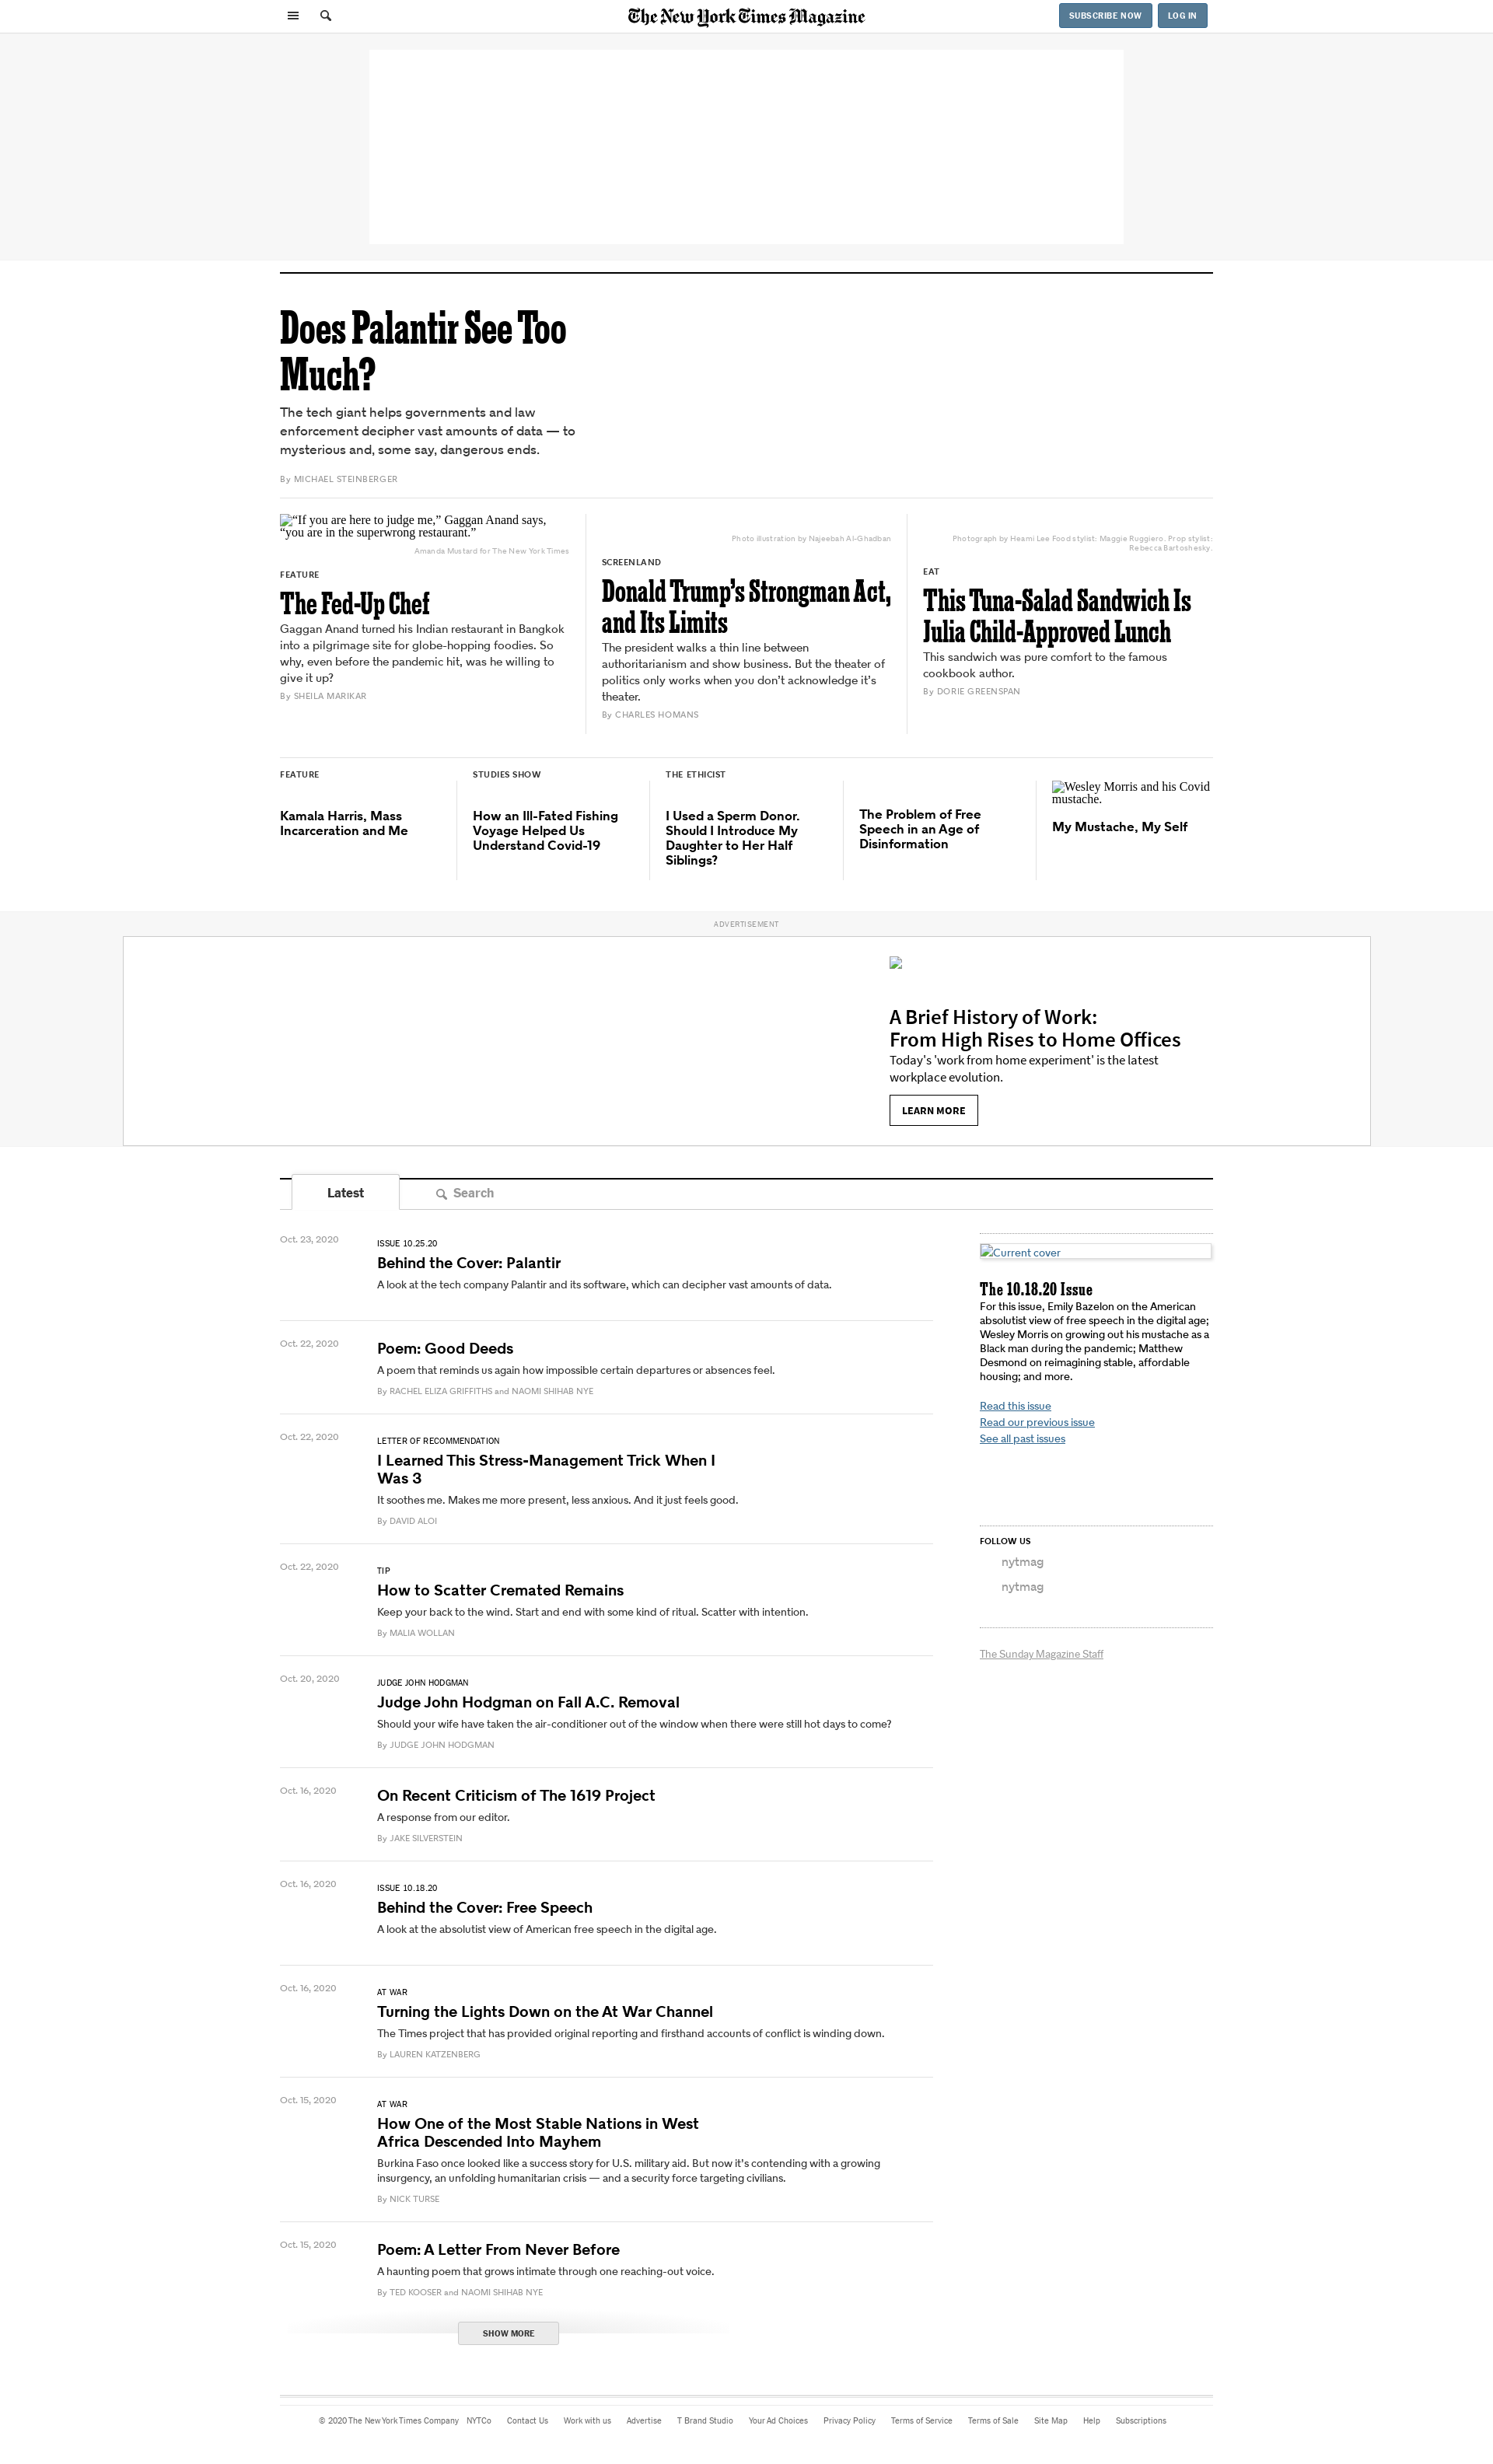 The New York Times Magazine
SUBSCRIBE NOW
LOG IN
Does Palantir See Too
Much?
The tech giant helps governments and law
enforcement decipher vast amounts of data — to
mysterious and, some say, dangerous ends.
By MICHAEL STEINBERGER
“If you are here to judge me,” Gaggan Anand says,
“you are in the superwrong restaurant.”
Amanda Mustard for The New York Times
FEATURE
The Fed-Up Chef
Gaggan Anand turned his Indian restaurant in Bangkok
into a pilgrimage site for globe-hopping foodies. So
why, even before the pandemic hit, was he willing to
give it up?
By SHEILA MARIKAR
Photo illustration by Najeebah Al-Ghadban
SCREENLAND
Donald Trump’s Strongman Act,
and Its Limits
The president walks a thin line between
authoritarianism and show business. But the theater of
politics only works when you don’t acknowledge it’s
theater.
By CHARLES HOMANS
Photograph by Heami Lee Food stylist: Maggie Ruggiero. Prop stylist:
Rebecca Bartoshesky.
EAT
This Tuna-Salad Sandwich Is
Julia Child-Approved Lunch
This sandwich was pure comfort to the famous
cookbook author.
By DORIE GREENSPAN
FEATURE
Kamala Harris, Mass
Incarceration and Me
STUDIES SHOW
How an Ill-Fated Fishing
Voyage Helped Us
Understand Covid-19
THE ETHICIST
I Used a Sperm Donor.
Should I Introduce My
Daughter to Her Half
Siblings?
The Problem of Free
Speech in an Age of
Disinformation
Wesley Morris and his Covid
mustache.
My Mustache, My Self
ADVERTISEMENT
A Brief History of Work:
From High Rises to Home Offices
Today's 'work from home experiment' is the latest
workplace evolution.
LEARN MORE
Latest
Search
Oct. 23, 2020
ISSUE 10.25.20
Behind the Cover: Palantir
A look at the tech company Palantir and its software, which can decipher vast amounts of data.
Oct. 22, 2020
Poem: Good Deeds
A poem that reminds us again how impossible certain departures or absences feel.
By RACHEL ELIZA GRIFFITHS and NAOMI SHIHAB NYE
Oct. 22, 2020
LETTER OF RECOMMENDATION
I Learned This Stress-Management Trick When I
Was 3
It soothes me. Makes me more present, less anxious. And it just feels good.
By DAVID ALOI
Oct. 22, 2020
TIP
How to Scatter Cremated Remains
Keep your back to the wind. Start and end with some kind of ritual. Scatter with intention.
By MALIA WOLLAN
Oct. 20, 2020
JUDGE JOHN HODGMAN
Judge John Hodgman on Fall A.C. Removal
Should your wife have taken the air-conditioner out of the window when there were still hot days to come?
By JUDGE JOHN HODGMAN
Oct. 16, 2020
On Recent Criticism of The 1619 Project
A response from our editor.
By JAKE SILVERSTEIN
Oct. 16, 2020
ISSUE 10.18.20
Behind the Cover: Free Speech
A look at the absolutist view of American free speech in the digital age.
Oct. 16, 2020
AT WAR
Turning the Lights Down on the At War Channel
The Times project that has provided original reporting and firsthand accounts of conflict is winding down.
By LAUREN KATZENBERG
Oct. 15, 2020
AT WAR
How One of the Most Stable Nations in West
Africa Descended Into Mayhem
Burkina Faso once looked like a success story for U.S. military aid. But now it’s contending with a growing
insurgency, an unfolding humanitarian crisis — and a security force targeting civilians.
By NICK TURSE
Oct. 15, 2020
Poem: A Letter From Never Before
A haunting poem that grows intimate through one reaching-out voice.
By TED KOOSER and NAOMI SHIHAB NYE
SHOW MORE
Current cover
The 10.18.20 Issue
For this issue, Emily Bazelon on the American
absolutist view of free speech in the digital age;
Wesley Morris on growing out his mustache as a
Black man during the pandemic; Matthew
Desmond on reimagining stable, affordable
housing; and more.
Read this issue
Read our previous issue
See all past issues
FOLLOW US
nytmag
nytmag
The Sunday Magazine Staff
© 2020 The New York Times Company NYTCo Contact Us Work with us Advertise T Brand Studio Your Ad Choices Privacy Policy Terms of Service Terms of Sale Site Map Help Subscriptions